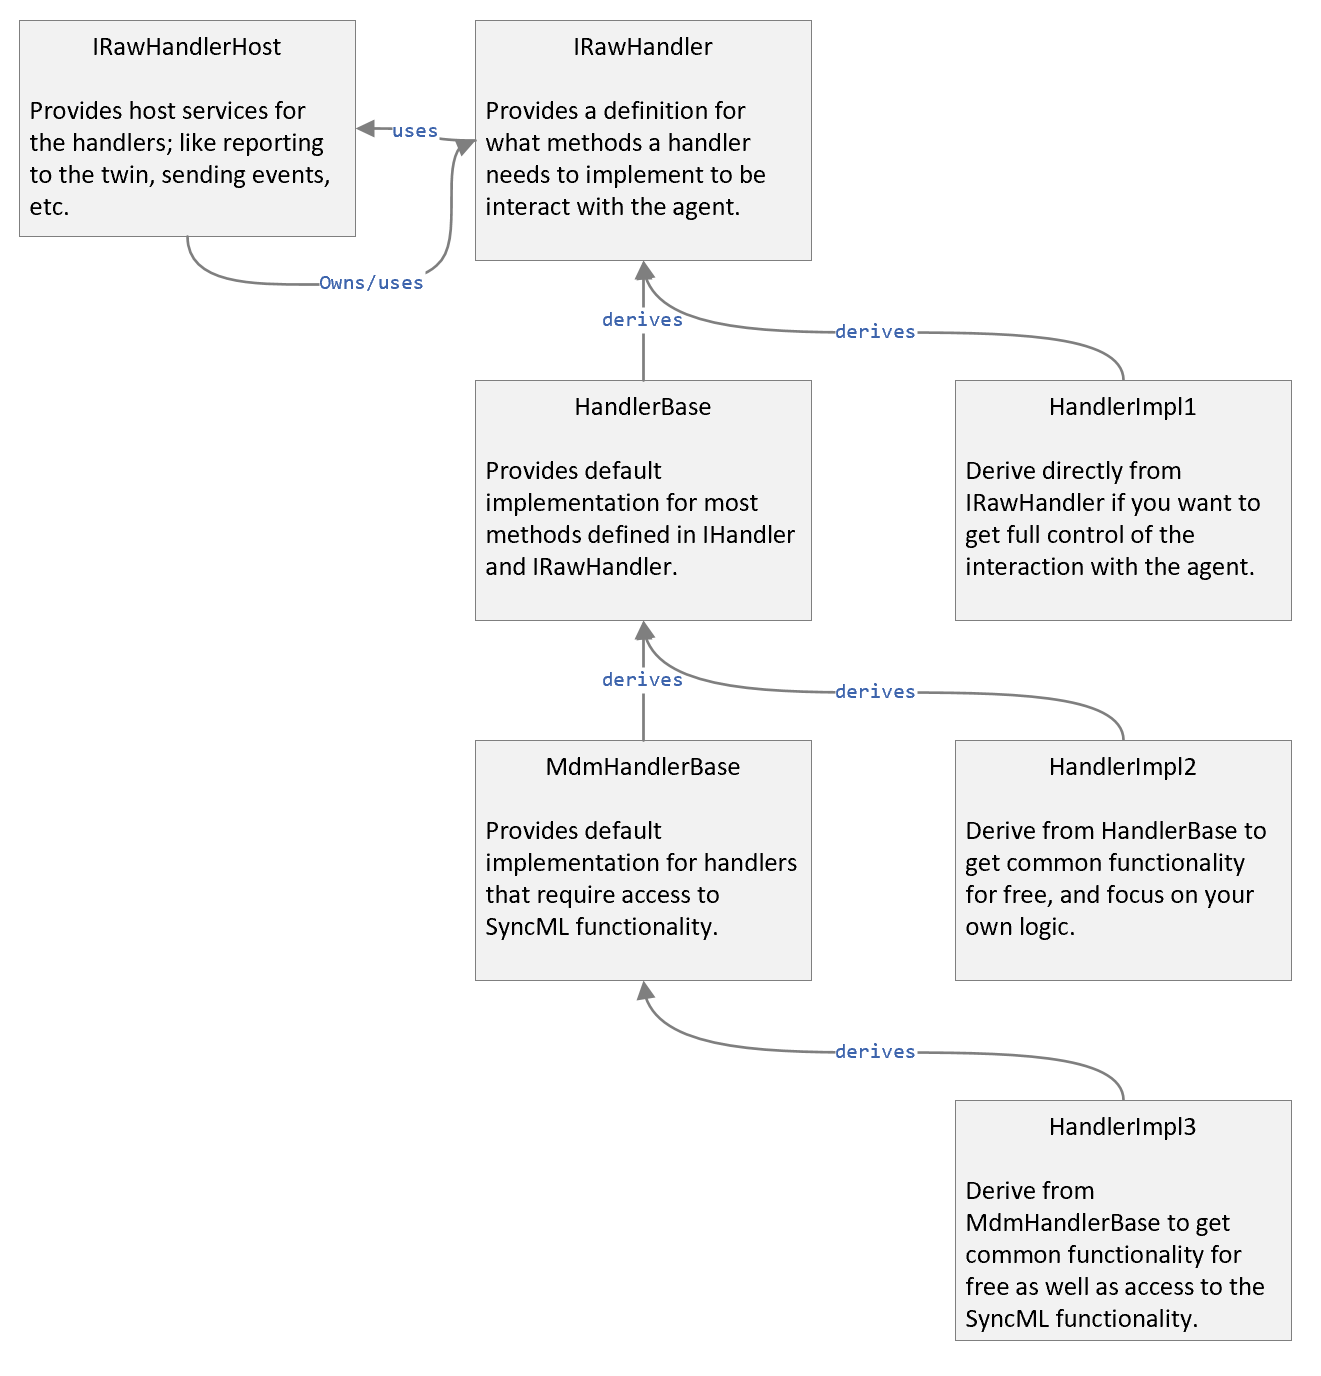 IRawHandlerHost
Provides host services for
the handlers; like reporting
to the twin, sending events,
etc.
uses
Owns/uses
IRawHandler
Provides a definition for
what methods a handler
needs to implement to be
interact with the agent.
derives
derives
HandlerBase
Provides default
implementation for most
methods defined in IHandler
and IRawHandler.
HandlerImpl1
Derive directly from
IRawHandler if you want to
get full control of the
interaction with the agent.
derives
derives
MdmHandlerBase
Provides default
implementation for handlers
that require access to
SyncML functionality.
HandlerImpl2
Derive from HandlerBase to
get common functionality
for free, and focus on your
own logic.
derives
HandlerImpl3
Derive from
MdmHandlerBase to get
common functionality for
free as well as access to the
SyncML functionality.